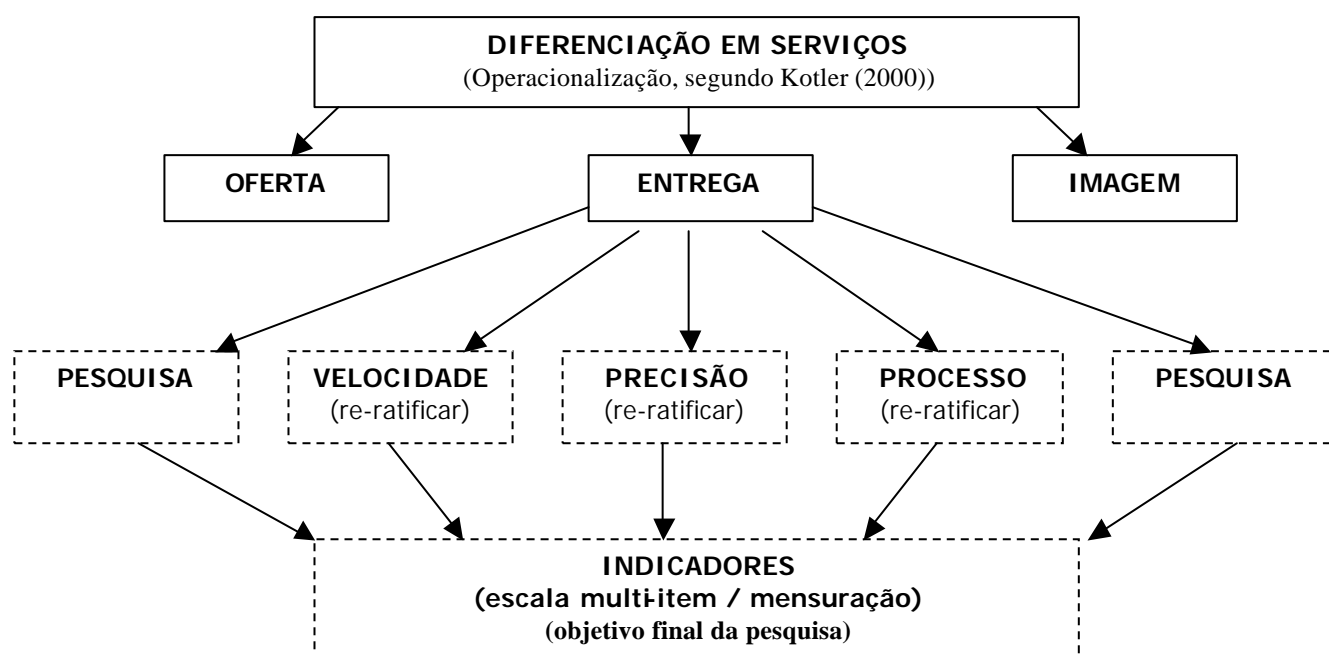 DIFERENCIAÇÃO EM SERVIÇOS
(Operacionalização, segundo Kotler (2000))
OFERTA
ENTREGA
IMAGEM
PESQUISA
VELOCIDADE
(re-ratificar)
PRECISÃO
(re-ratificar)
PROCESSO
(re-ratificar)
PESQUISA
INDICADORES
(escala multi-item / mensuração)
(objetivo final da pesquisa)